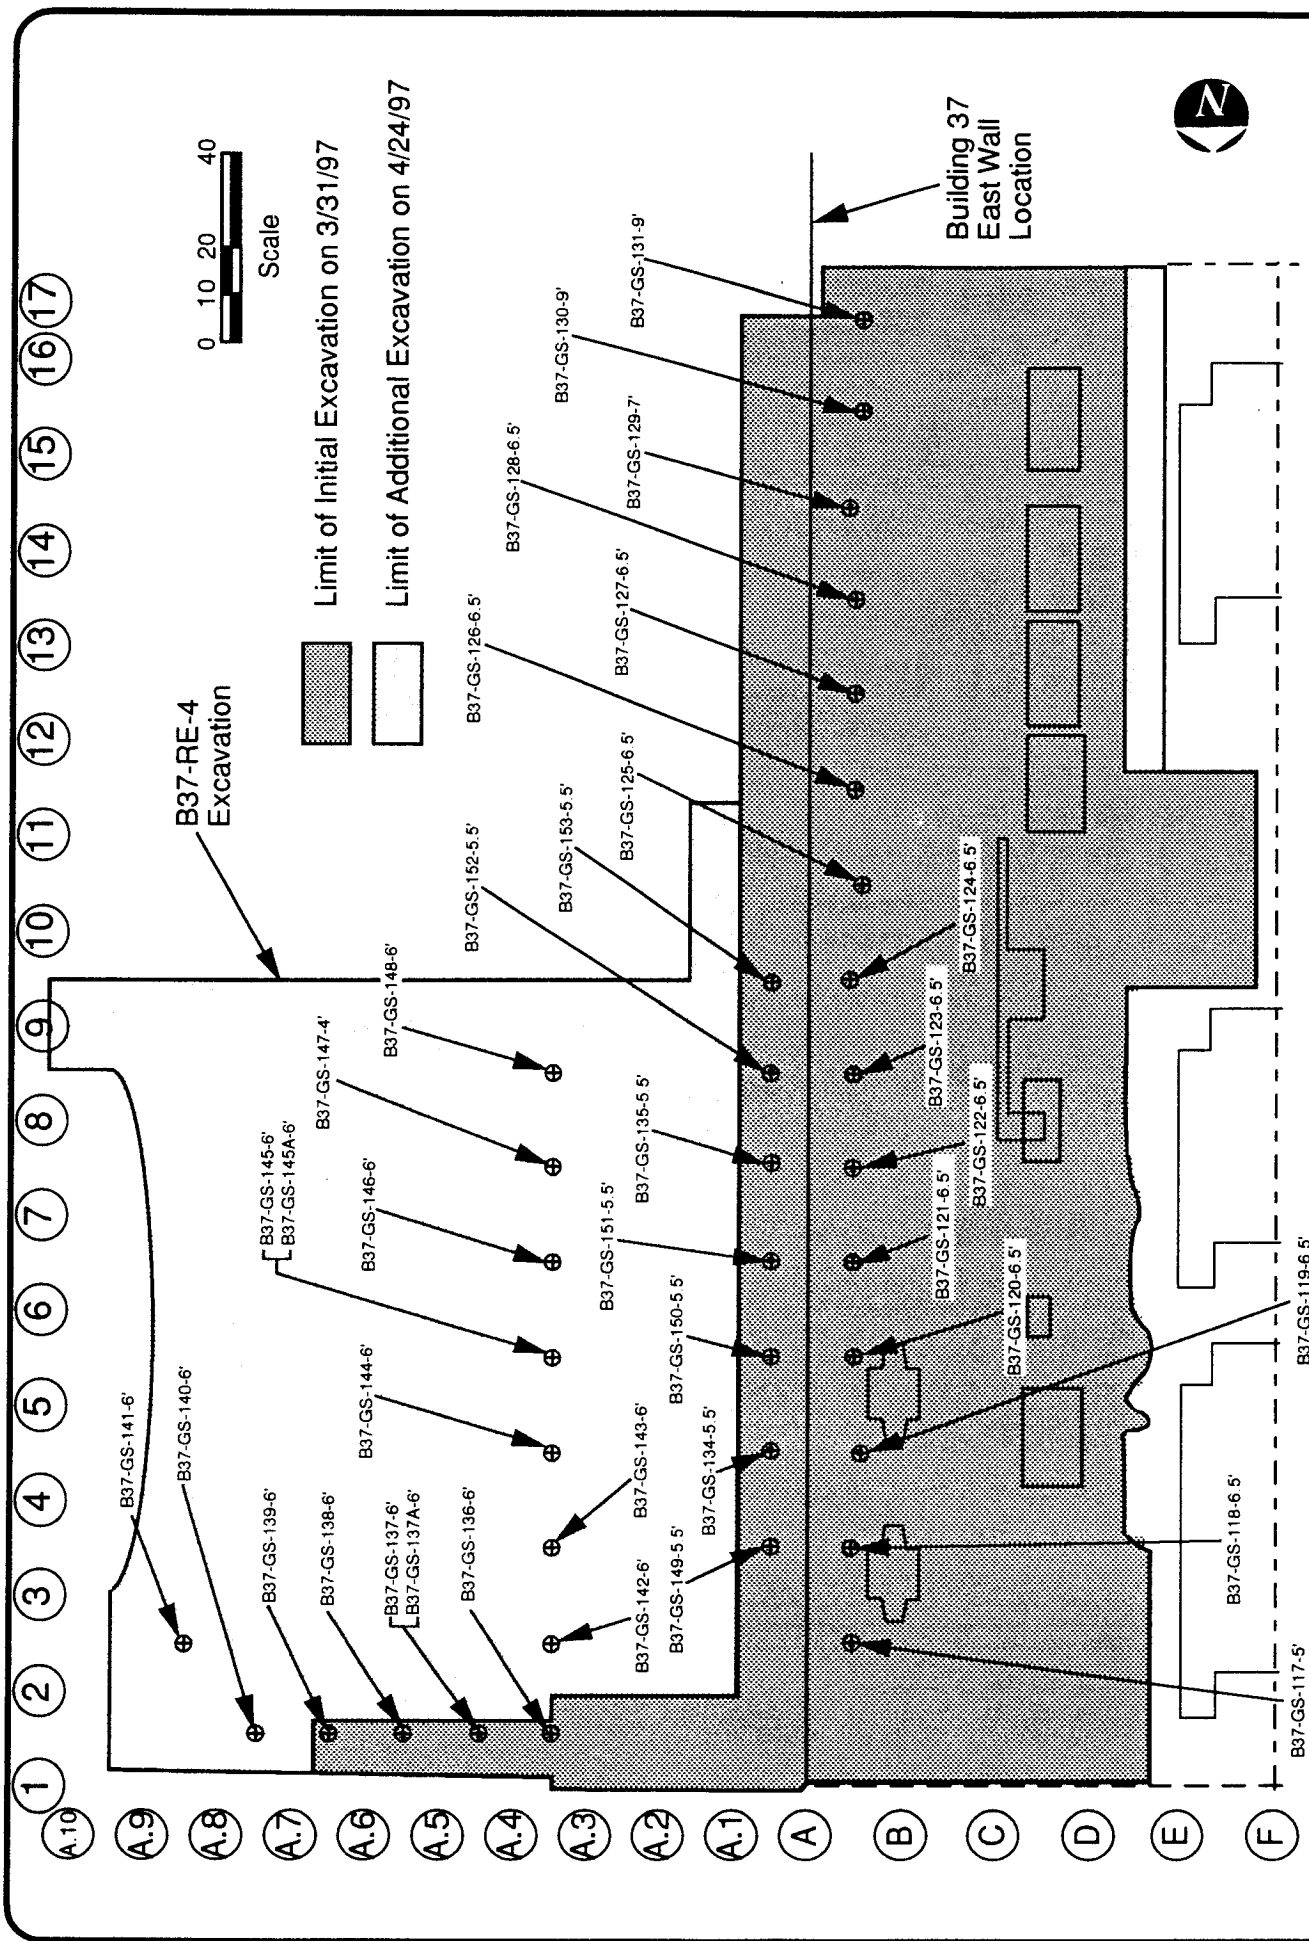 1
2
3
4
5
6
7
8
9
10
11
12
13
14
15
16
17
A.10
A.9
A.8
A.7
A.6
A.5
A.4
A.3
A.2
A.1
A
B
C
D
E
F
0 10 20 40
Scale
Limit of Initial Excavation on 3/31/97
Limit of Additional Excavation on 4/24/97
B37-RE-4
Excavation
Building 37
East Wall
Location
N
B37-GS-141-6'
B37-GS-140-6'
B37-GS-139-6'
B37-GS-138-6'
B37-GS-137-6'
B37-GS-137A-6'
B37-GS-136-6'
B37-GS-145-6'
B37-GS-145A-6'
B37-GS-144-6'
B37-GS-146-6'
B37-GS-147-4'
B37-GS-148-6'
B37-GS-143-6'
B37-GS-142-6'
B37-GS-149-5 5'
B37-GS-134-5.5'
B37-GS-150-5 5'
B37-GS-151-5.5'
B37-GS-135-5 5'
B37-GS-152-5.5'
B37-GS-153-5.5'
B37-GS-125-6.5'
B37-GS-126-6.5'
B37-GS-127-6.5'
B37-GS-128-6.5'
B37-GS-129-7'
B37-GS-130-9'
B37-GS-131-9'
B37-GS-124-6.5'
B37-GS-123-6.5'
B37-GS-122-6 5'
B37-GS-121-6.5'
B37-GS-120-6.5'
B37-GS-119-6.5'
B37-GS-118-6.5'
B37-GS-117-5'